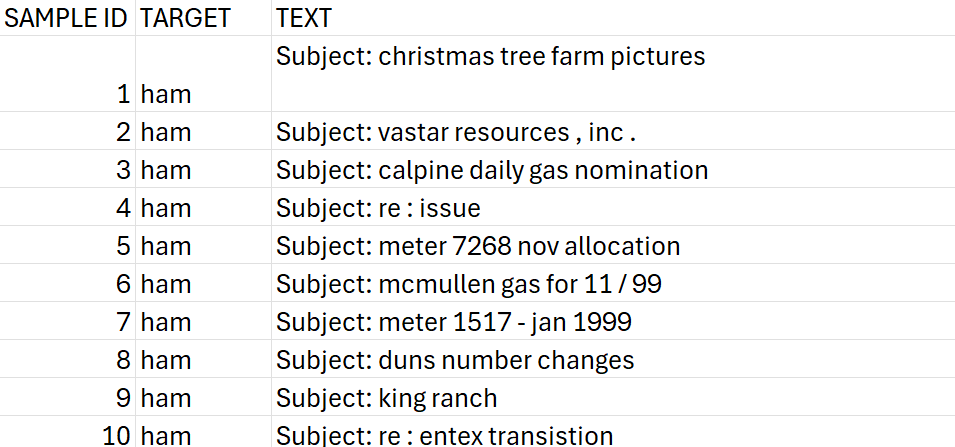 SAMPLE ID TARGET TEXT
1 ham Subject: christmas tree farm pictures
2 ham Subject: vastar resources , inc .
3 ham Subject: calpine daily gas nomination
4 ham Subject: re : issue
5 ham Subject: meter 7268 nov allocation
6 ham Subject: mcmullen gas for 11 / 99
7 ham Subject: meter 1517 - jan 1999
8 ham Subject: duns number changes
9 ham Subject: king ranch
10 ham Subject: re : entex transistion